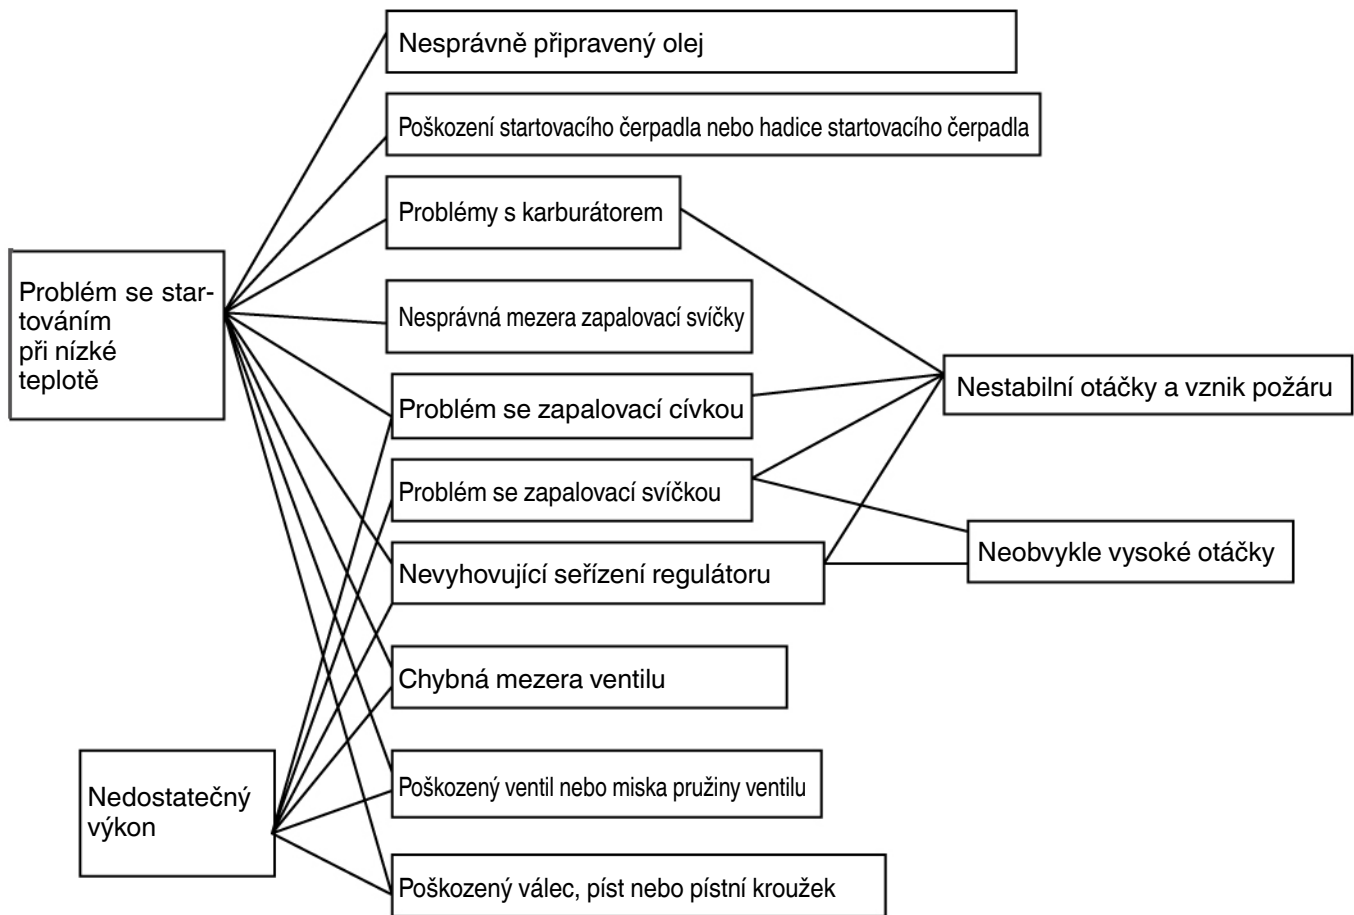 Nesprávně připravený olej
Poškození startovacího čerpadla nebo hadice startovacího čerpadla
Problémy s karburátorem
Problém se star-
továním
při nízké
teplotě
Nesprávná mezera zapalovací svíčky
Nestabilní otáčky a vznik požáru
Problém se zapalovací cívkou
Problém se zapalovací svíčkou
Neobvykle vysoké otáčky
Nevyhovující seřízení regulátoru
Chybná mezera ventilu
Nedostatečný
výkon
Poškozený ventil nebo miska pružiny ventilu
Poškozený válec, píst nebo pístní kroužek